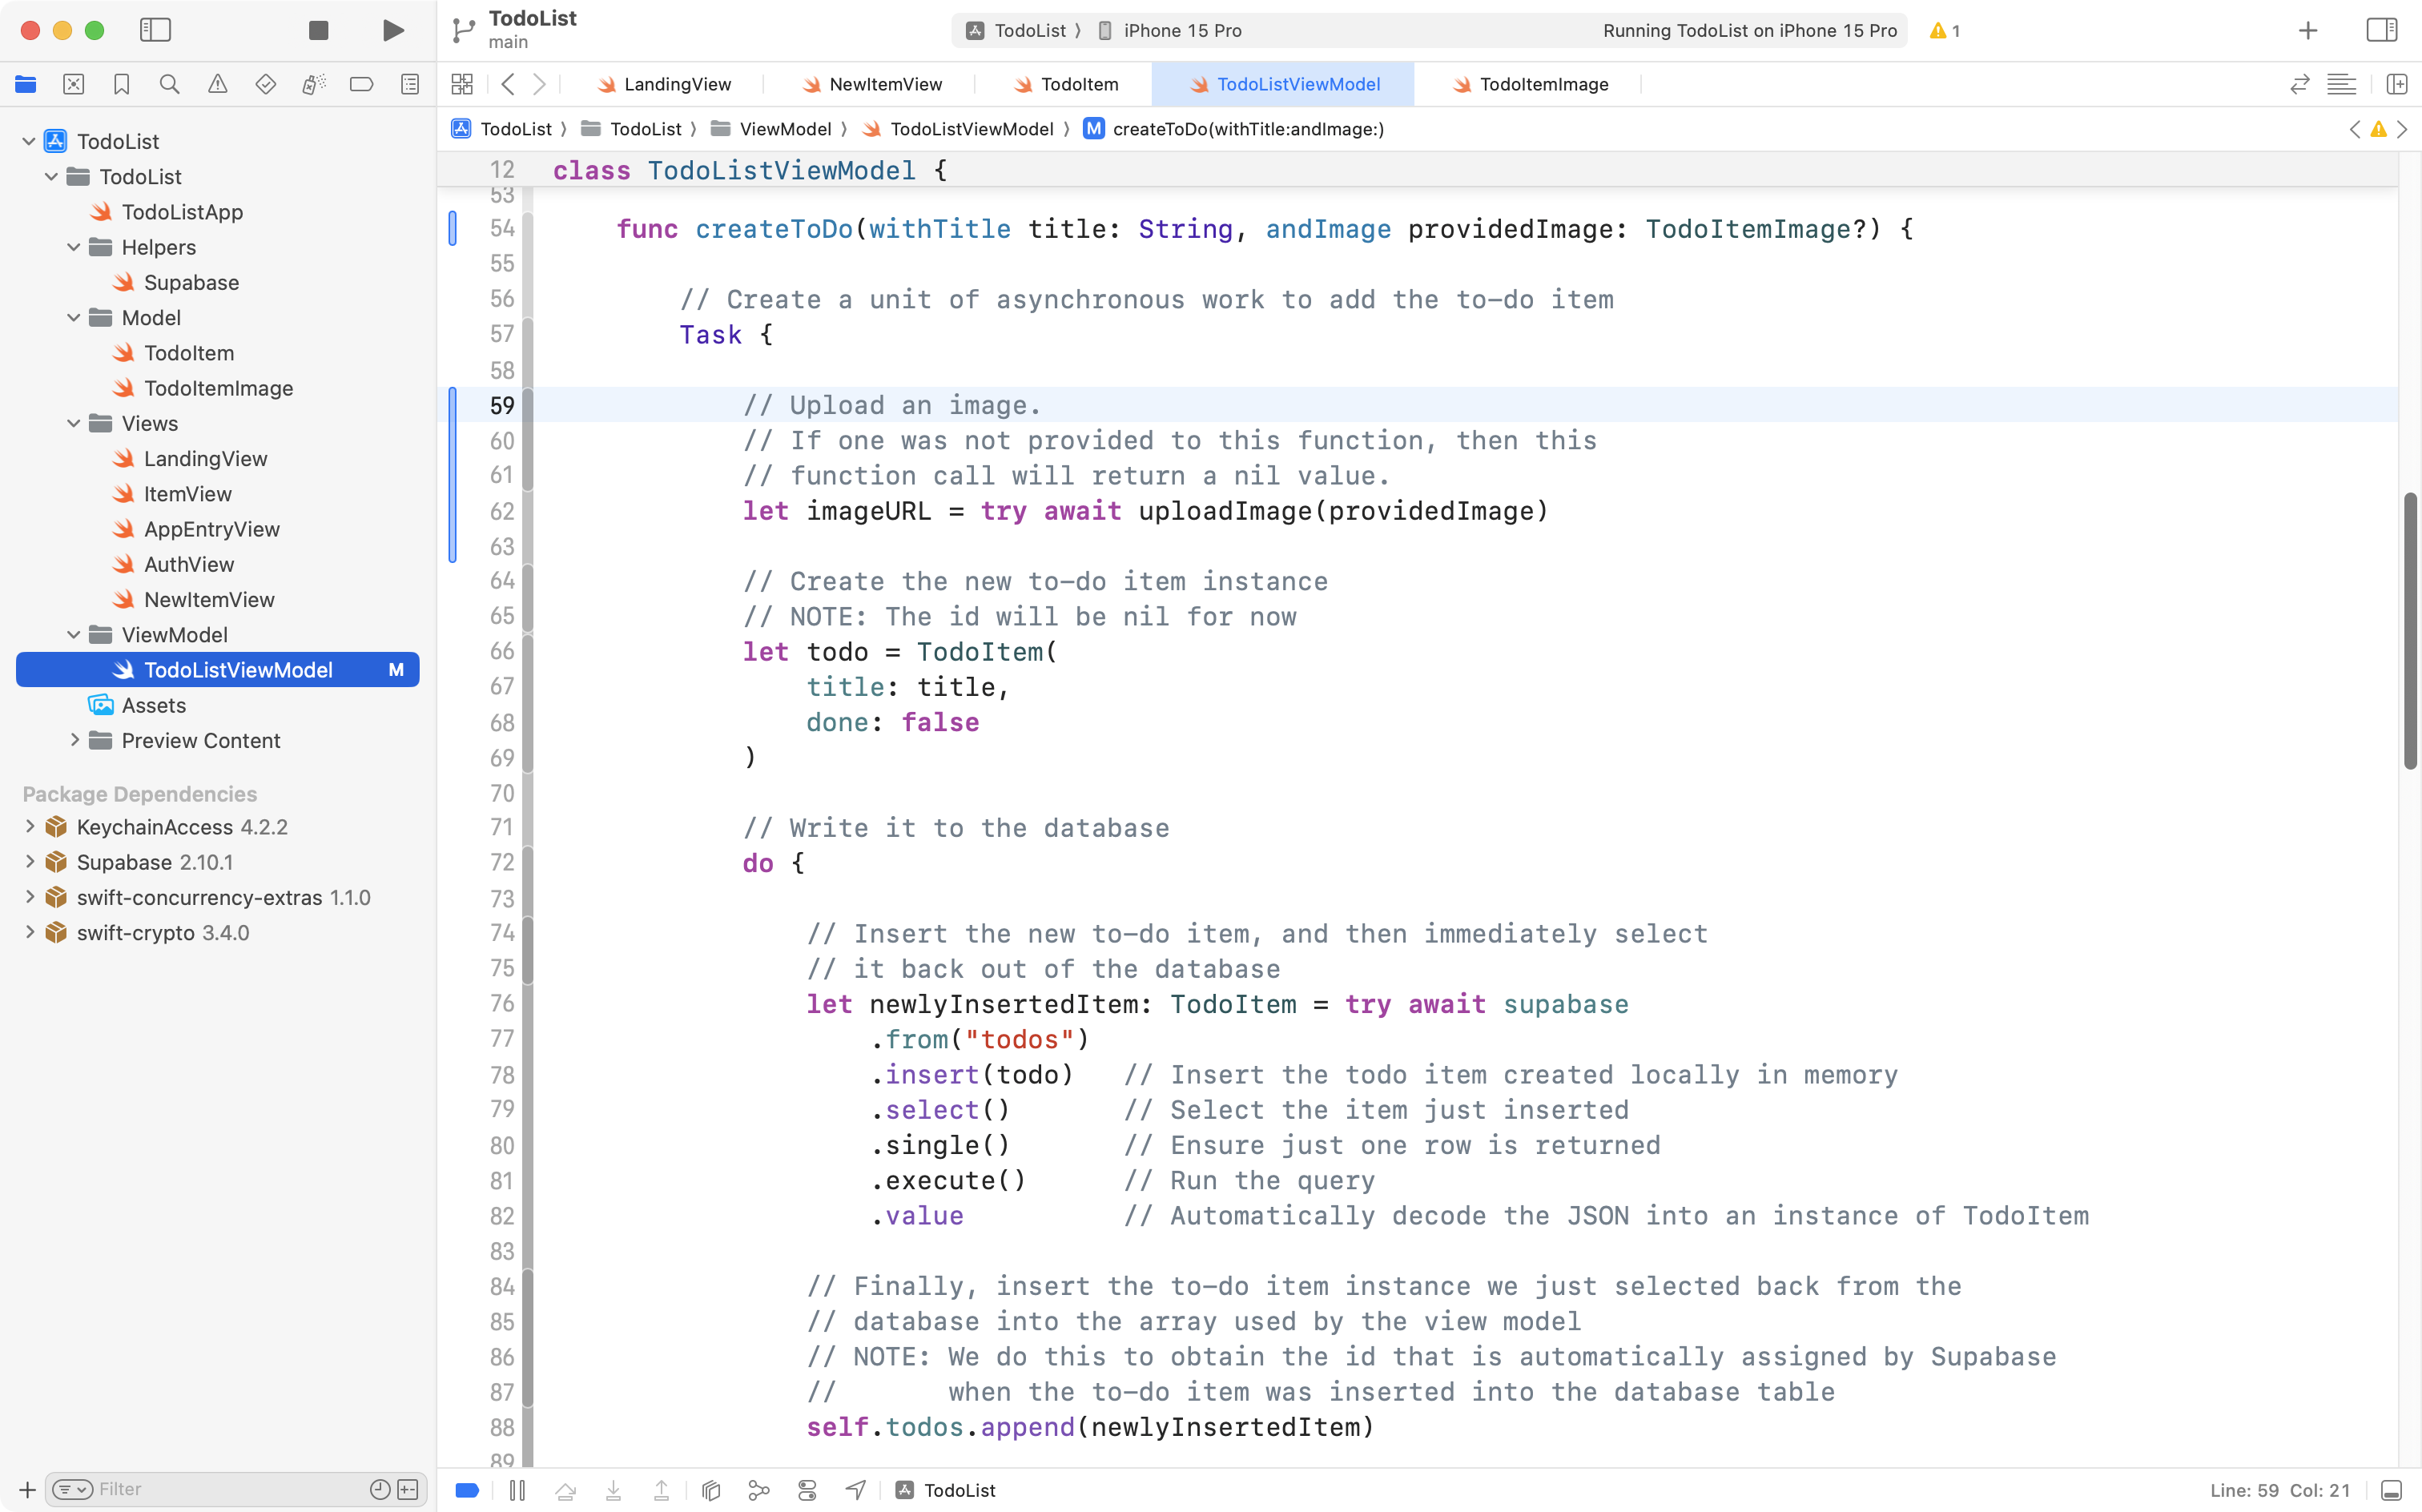 TodoList
main
TodoList ⟩ iPhone 15 Pro
Running TodoList on iPhone 15 Pro
1
LandingView
NewItemView
TodoItem
TodoListViewModel
TodoItemImage
TodoList ⟩ TodoList ⟩ ViewModel ⟩ TodoListViewModel ⟩ M createToDo(withTitle:andImage:)
TodoList
TodoList
TodoListApp
Helpers
Supabase
Model
TodoItem
TodoItemImage
Views
LandingView
ItemView
AppEntryView
AuthView
NewItemView
ViewModel
TodoListViewModel M
Assets
Preview Content
Package Dependencies
KeychainAccess 4.2.2
Supabase 2.10.1
swift-concurrency-extras 1.1.0
swift-crypto 3.4.0
Filter
12 class TodoListViewModel {
53
54 func createToDo(withTitle title: String, andImage providedImage: TodoItemImage?) {
55
56 // Create a unit of asynchronous work to add the to-do item
57 Task {
58
59 // Upload an image.
60 // If one was not provided to this function, then this
61 // function call will return a nil value.
62 let imageURL = try await uploadImage(providedImage)
63
64 // Create the new to-do item instance
65 // NOTE: The id will be nil for now
66 let todo = TodoItem(
67 title: title,
68 done: false
69 )
70
71 // Write it to the database
72 do {
73
74 // Insert the new to-do item, and then immediately select
75 // it back out of the database
76 let newlyInsertedItem: TodoItem = try await supabase
77 .from("todos")
78 .insert(todo) // Insert the todo item created locally in memory
79 .select() // Select the item just inserted
80 .single() // Ensure just one row is returned
81 .execute() // Run the query
82 .value // Automatically decode the JSON into an instance of TodoItem
83
84 // Finally, insert the to-do item instance we just selected back from the
85 // database into the array used by the view model
86 // NOTE: We do this to obtain the id that is automatically assigned by Supabase
87 // when the to-do item was inserted into the database table
88 self.todos.append(newlyInsertedItem)
89
TodoList
Line: 59 Col: 21